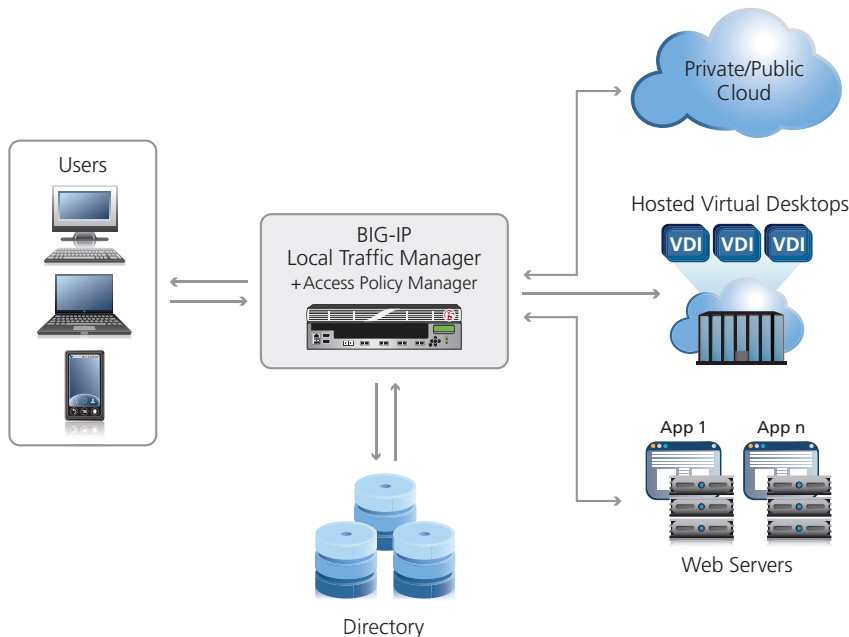 Private/Public
Cloud
Users
Hosted Virtual Desktops
VDI VDI VDI
BIG-IP
Local Traffic Manager
+Access Policy Manager
f5
App 1 App n
Web Servers
Directory